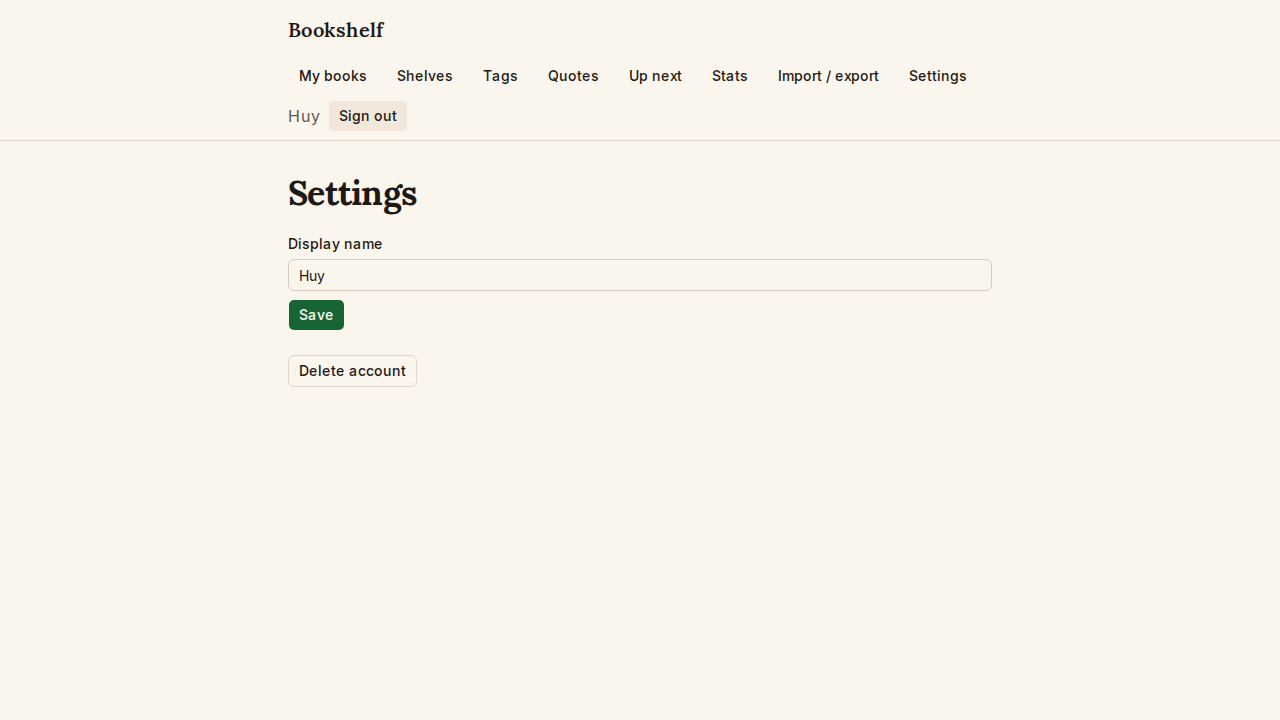 Bookshelf
My books Shelves Tags Quotes Up next Stats Import / export Settings
Huy Sign out
Settings
Display name
Huy
Save
Delete account